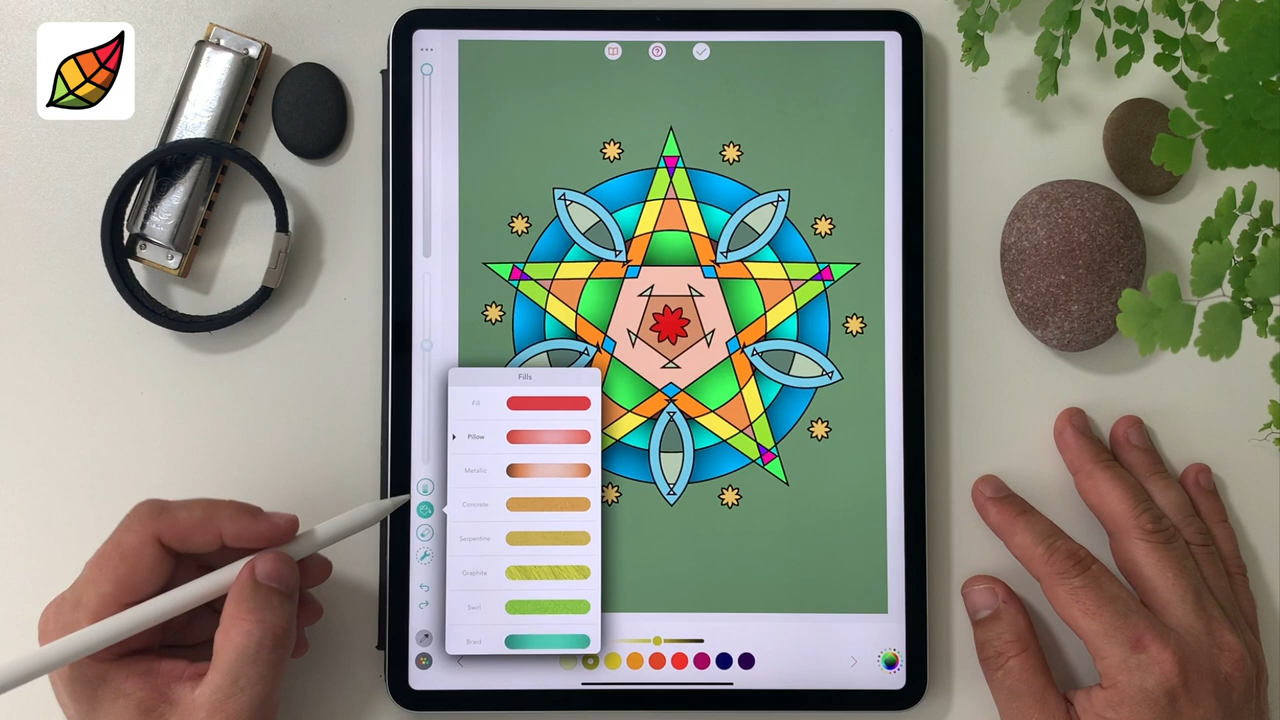 Fills
Fill
Pillow
Metallic
Concrete
Serpentine
Graphite
Swirl
Braid